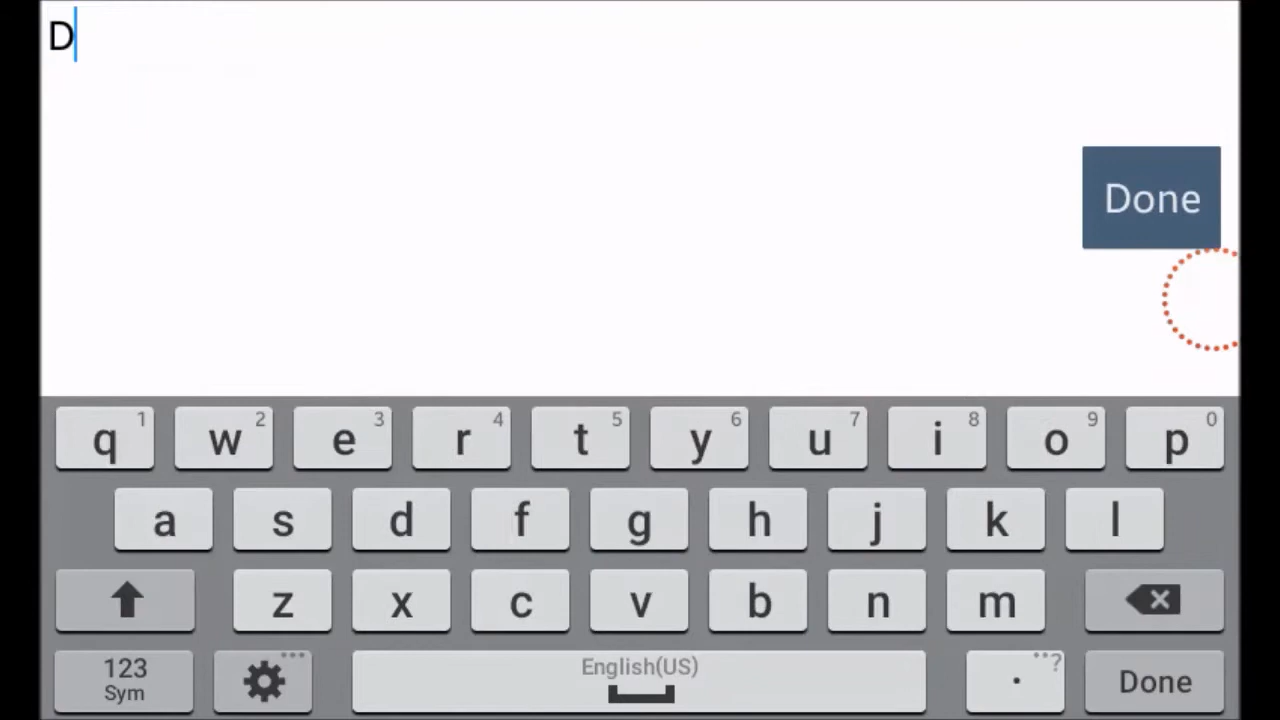 D
Done
q 1 w 2 e 3 r 4 t 5 y 6 u 7 i 8 o 9 p 0
a s d f g h j k l
z x c v b n m
123 Sym ... English(US) . ..? Done